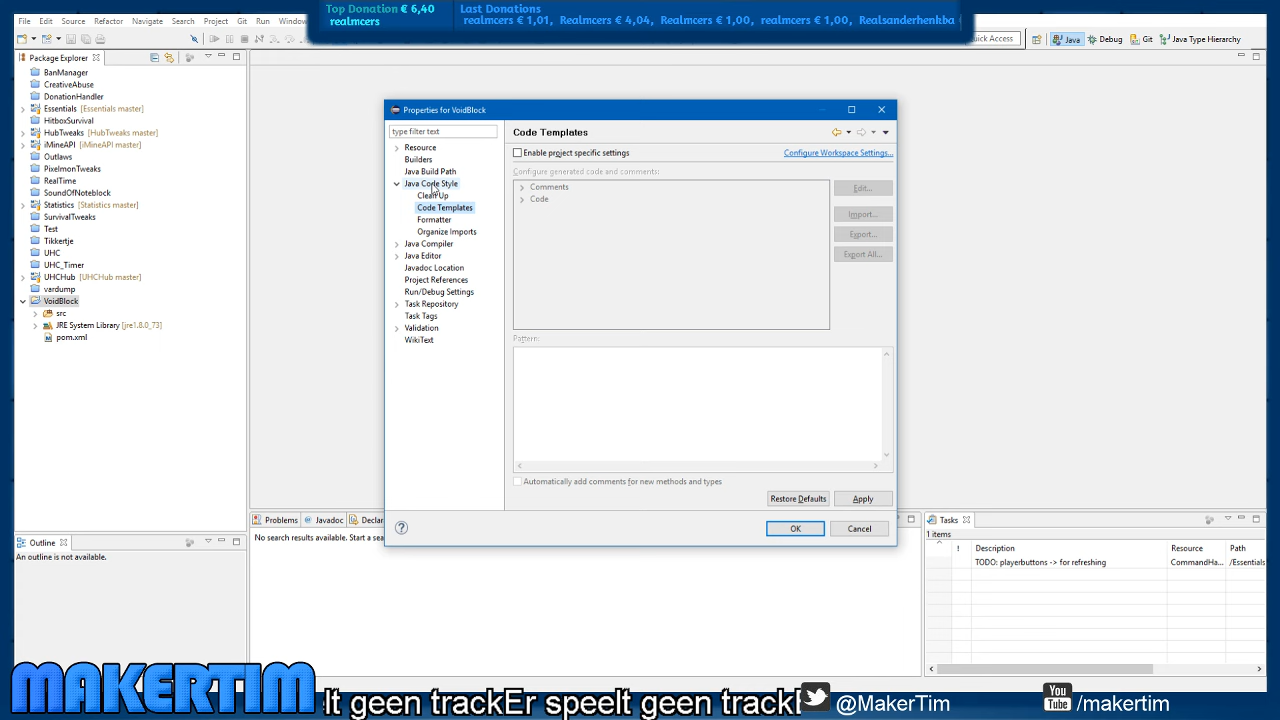 Top Donation € 6,40
realmcers
Last Donations
realmcers € 1,01, Realmcers € 4,04, Realmcers € 1,00, realmcers € 1,00, Realsanderhenhba
File Edit Source Refactor Navigate Search Project Git Run Window
Quick Access
Java Debug Git Java Type Hierarchy
Package Explorer
BanManager
CreativeAbuse
DonationHandler
Essentials [Essentials master]
HitboxSurvival
HubTweaks [HubTweaks master]
iMineAPI [iMineAPI master]
Outlaws
PixelmonTweaks
RealTime
SoundOfNoteblock
Statistics [Statistics master]
SurvivalTweaks
Test
Tikkertje
UHC
UHC_Timer
UHCHub [UHCHub master]
vardump
VoidBlock
src
JRE System Library [jre1.8.0_73]
pom.xml
Properties for VoidBlock
type filter text
Resource
Builders
Java Build Path
Java Code Style
Clean Up
Code Templates
Formatter
Organize Imports
Java Compiler
Java Editor
Javadoc Location
Project References
Run/Debug Settings
Task Repository
Task Tags
Validation
WikiText
Code Templates
Enable project specific settings
Configure Workspace Settings...
Configure generated code and comments:
Comments
Code
Edit...
Import...
Export...
Export All...
Pattern:
Automatically add comments for new methods and types
Restore Defaults Apply
OK Cancel
Outline
An outline is not available.
Problems Javadoc Declar
No search results available. Start a sea
Tasks
1 items
! Description Resource Path
TODO: playerbuttons -> for refreshing CommandHa... /Essentials
MAKERTIM
lt geen trackEr speelt geen track
@MakerTim
You Tube /makertim